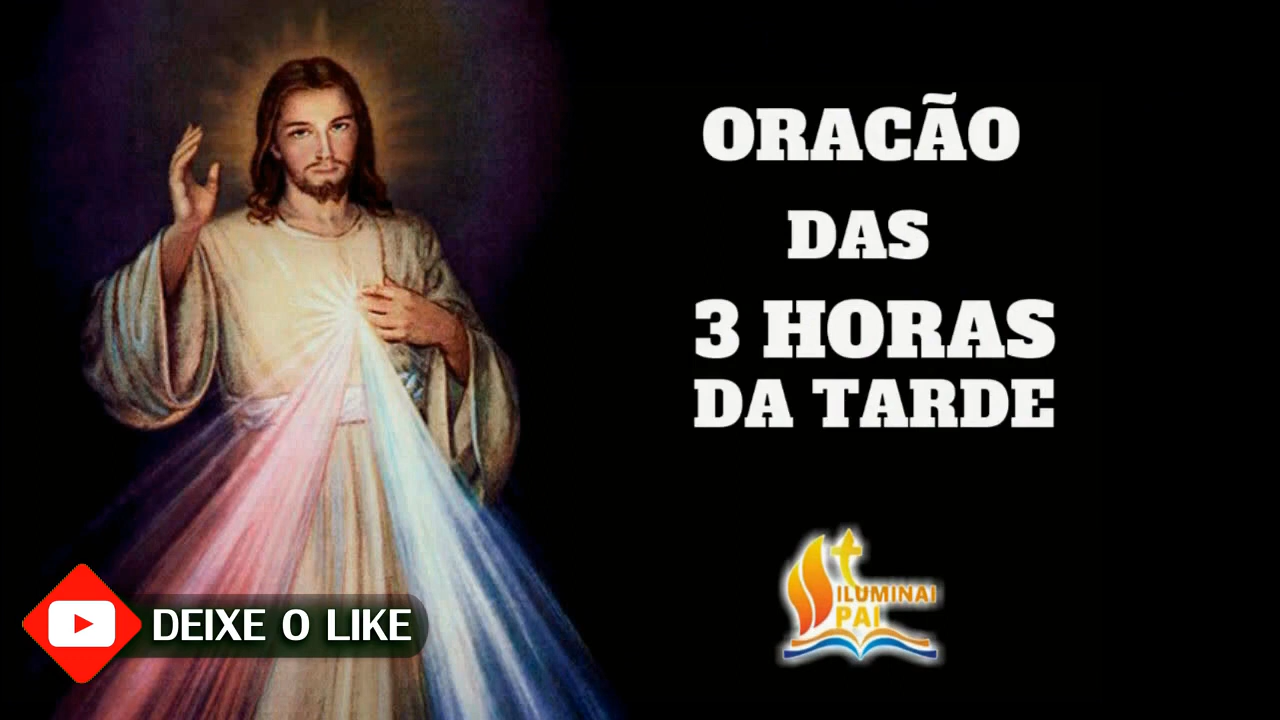 ORACÃO
DAS
3 HORAS
DA TARDE
ILUMINAI
PAI
DEIXE O LIKE